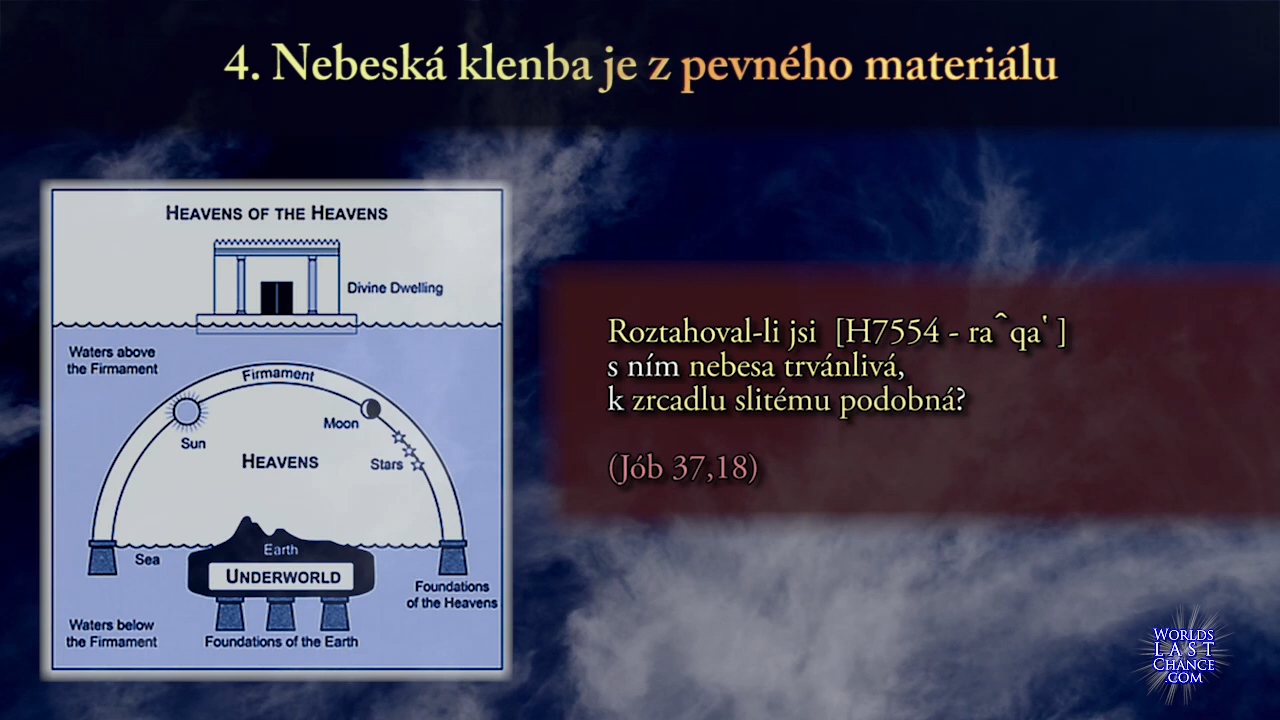 4. Nebeská klenba je z pevného materiálu
HEAVENS OF THE HEAVENS
Divine Dwelling
Waters above
the Firmament
Firmament
Sun
Moon
Stars
HEAVENS
Sea
Earth
UNDERWORLD
Foundations
of the Heavens
Waters below
the Firmament
Foundations of the Earth
Roztahoval-li jsi [H7554 - raˆqaʽ ]
s ním nebesa trvánlivá,
k zrcadlu slitému podobná?
(Jób 37,18)
WORLDS
LAST
CHANCE
.COM